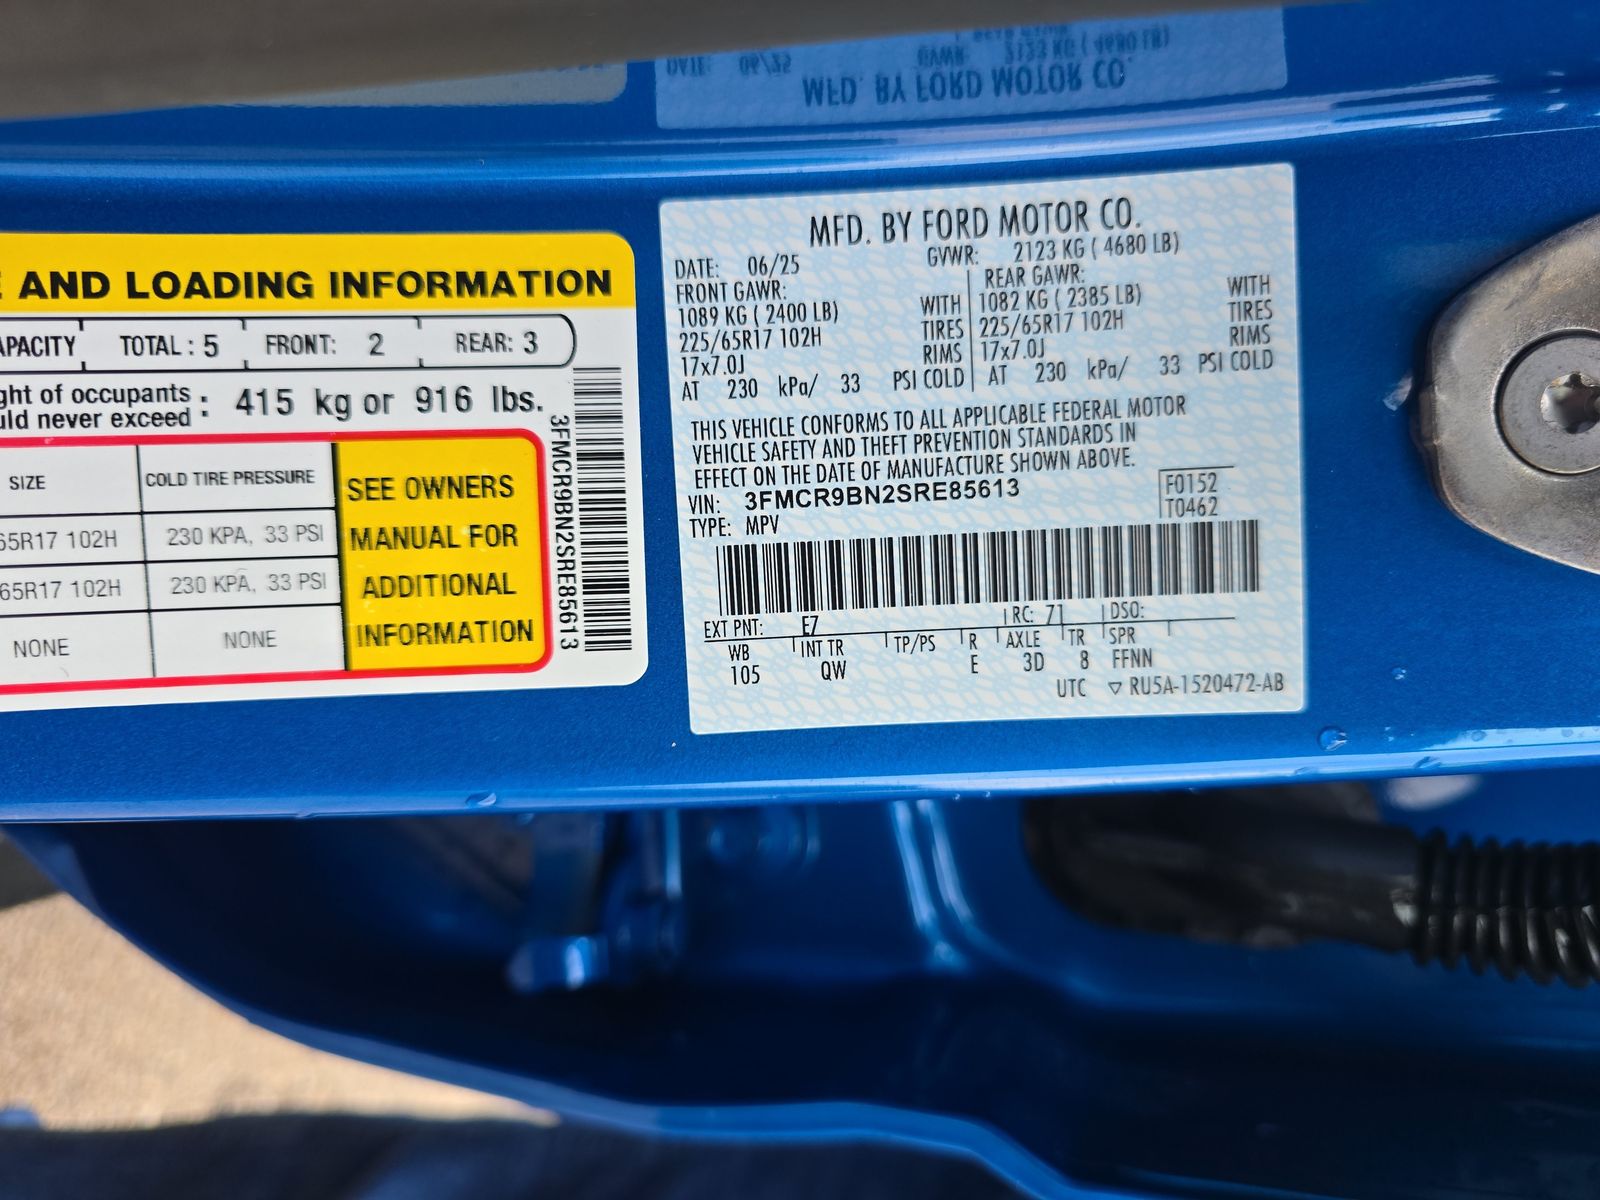 AND LOADING INFORMATION
APACITY TOTAL : 5 FRONT: 2 REAR: 3
ght of occupants
uld never exceed : 415 kg or 916 lbs.
SIZE COLD TIRE PRESSURE
65R17 102H 230 KPA, 33 PSI
65R17 102H 230 KPA, 33 PSI
NONE NONE
SEE OWNERS
MANUAL FOR
ADDITIONAL
INFORMATION
3FMCR9BN2SRE85613
MFD. BY FORD MOTOR CO.
DATE: 06/25 GVWR: 2123 KG ( 4680 LB)
FRONT GAWR: REAR GAWR:
1089 KG ( 2400 LB) WITH 1082 KG ( 2385 LB) WITH
225/65R17 102H TIRES 225/65R17 102H TIRES
17x7.0J RIMS 17x7.0J RIMS
AT 230 kPa/ 33 PSI COLD AT 230 kPa/ 33 PSI COLD
THIS VEHICLE CONFORMS TO ALL APPLICABLE FEDERAL MOTOR
VEHICLE SAFETY AND THEFT PREVENTION STANDARDS IN
EFFECT ON THE DATE OF MANUFACTURE SHOWN ABOVE.
VIN: 3FMCR9BN2SRE85613 F0152
TYPE: MPV T0462
EXT PNT: E7 RC: 71 DSO:
WB INT TR TP/PS R AXLE TR SPR
105 QW E 3D 8 FFNN
UTC ▽ RU5A-1520472-AB
MFD. BY FORD MOTOR CO.
DATE: 06/25 GVWR: 2123 KG ( 4680 LB)